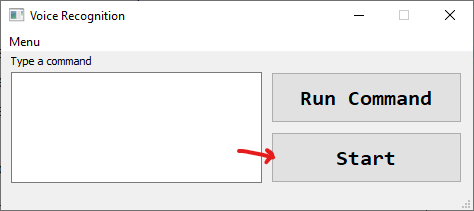 Voice Recognition
Menu
Type a command
Run Command
Start